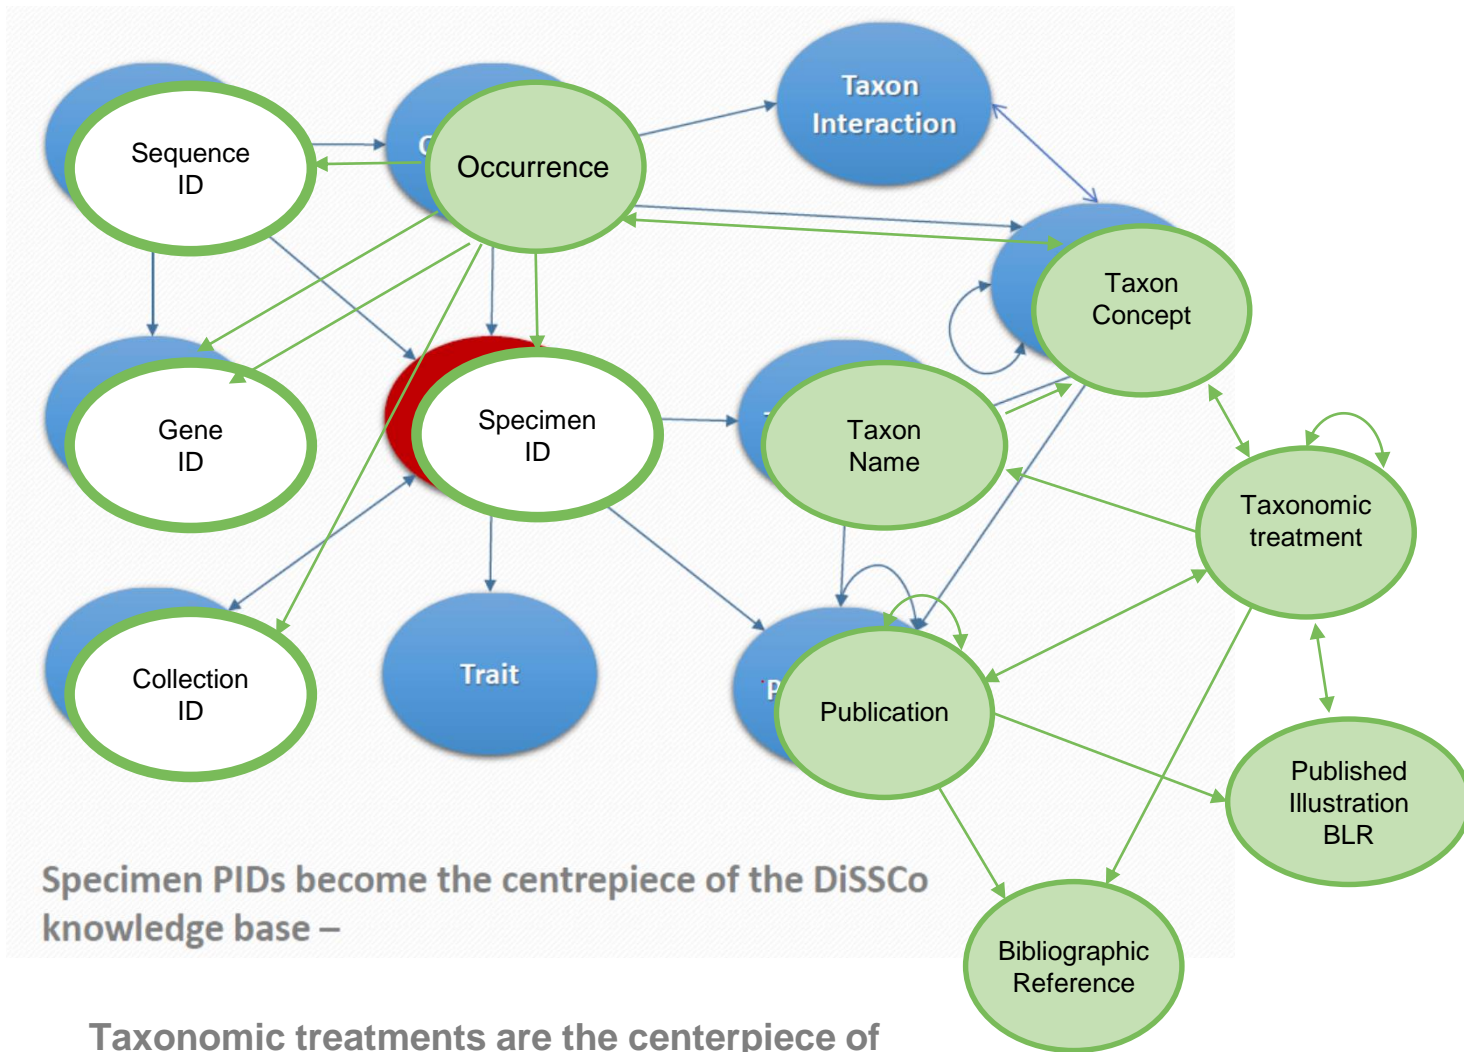 Taxon
Interaction
Sequence
ID
Occurrence
Taxon
Concept
Gene
ID
Specimen
ID
Taxon
Name
Taxonomic
treatment
Collection
ID
Trait
Publication
Published
Illustration
BLR
Specimen PIDs become the centrepiece of the DiSSCo
knowledge base –
Bibliographic
Reference
Taxonomic treatments are the centerpiece of